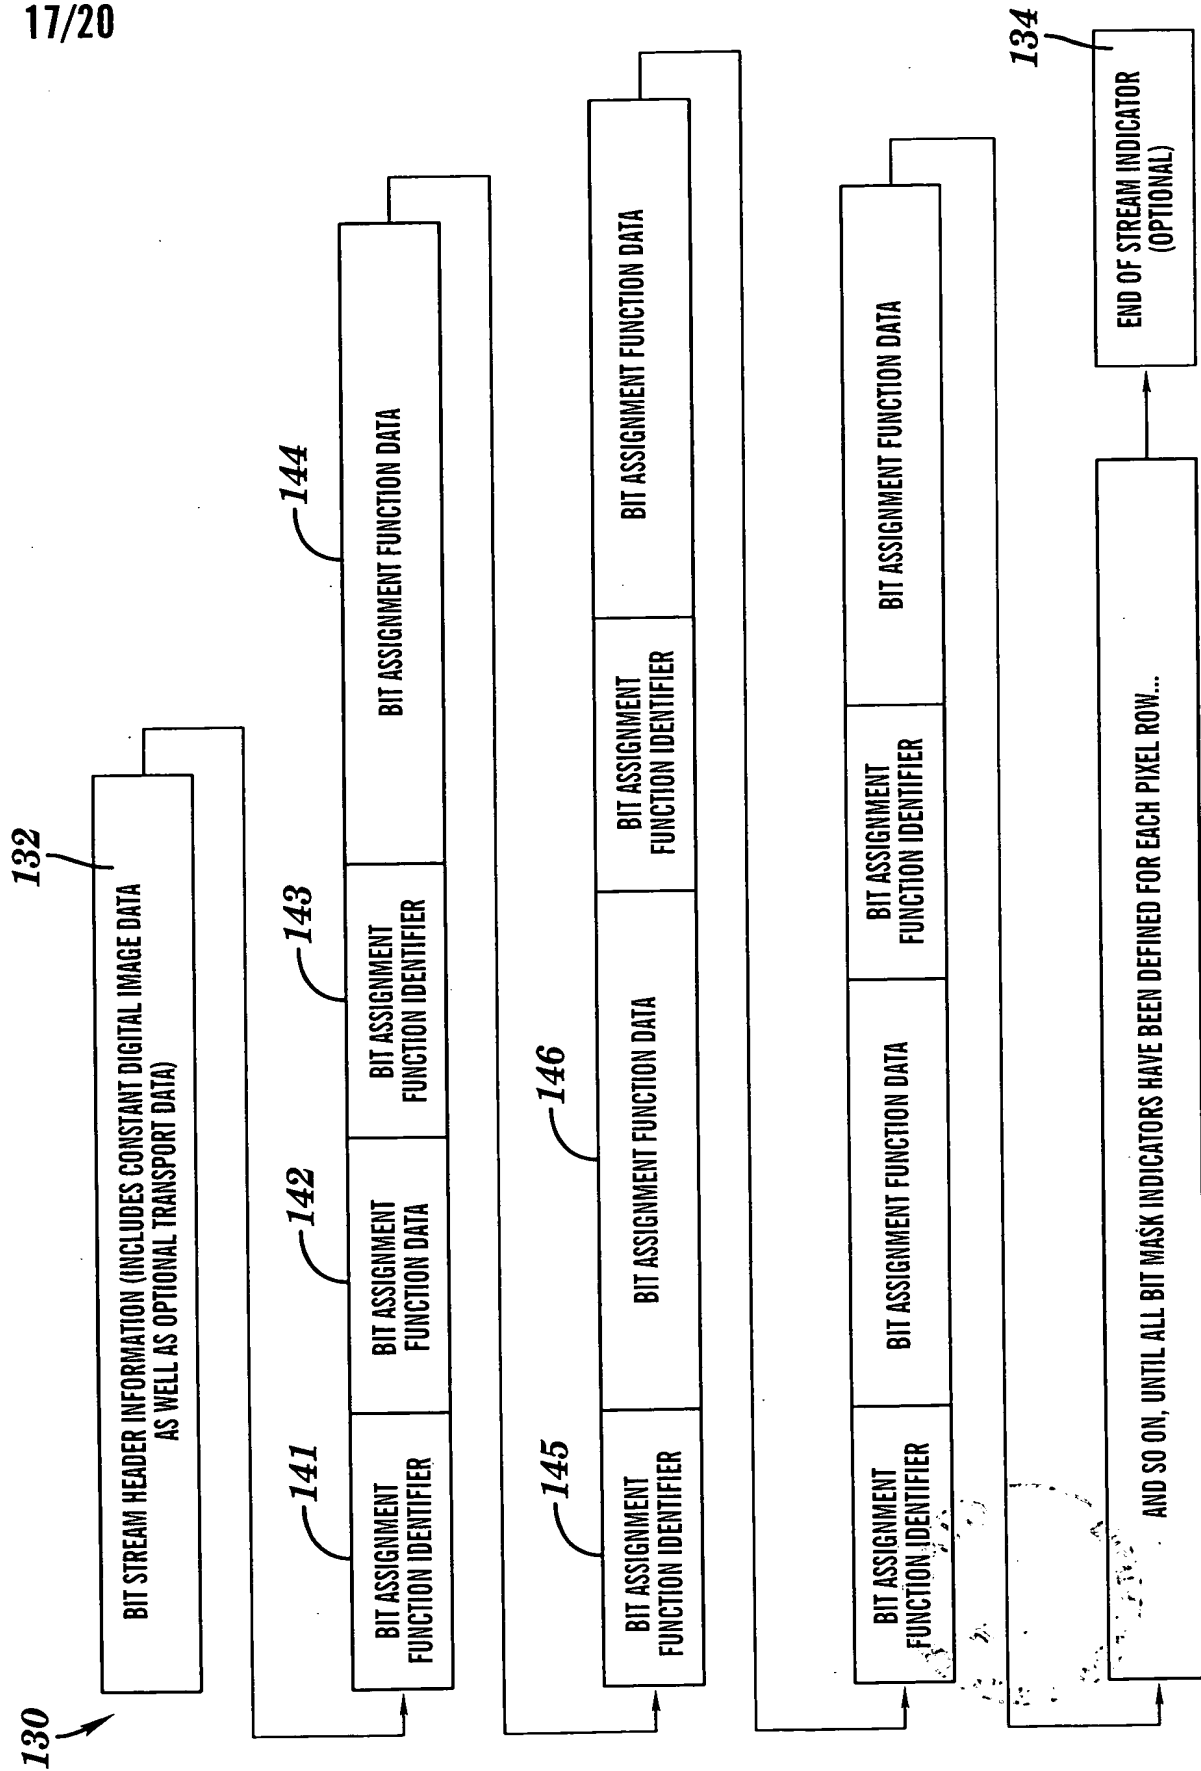 17/20
130
132
BIT STREAM HEADER INFORMATION (INCLUDES CONSTANT DIGITAL IMAGE DATA
AS WELL AS OPTIONAL TRANSPORT DATA)
141
142
143
144
BIT ASSIGNMENT
FUNCTION IDENTIFIER
BIT ASSIGNMENT
FUNCTION DATA
BIT ASSIGNMENT
FUNCTION IDENTIFIER
BIT ASSIGNMENT FUNCTION DATA
145
146
BIT ASSIGNMENT
FUNCTION IDENTIFIER
BIT ASSIGNMENT FUNCTION DATA
BIT ASSIGNMENT
FUNCTION IDENTIFIER
BIT ASSIGNMENT FUNCTION DATA
BIT ASSIGNMENT
FUNCTION IDENTIFIER
BIT ASSIGNMENT FUNCTION DATA
BIT ASSIGNMENT
FUNCTION IDENTIFIER
BIT ASSIGNMENT FUNCTION DATA
AND SO ON, UNTIL ALL BIT MASK INDICATORS HAVE BEEN DEFINED FOR EACH PIXEL ROW...
134
END OF STREAM INDICATOR
(OPTIONAL)